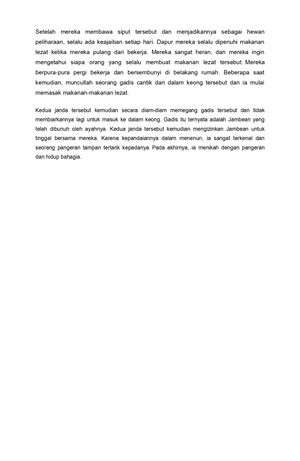 Setelah mereka membawa siput tersebut dan menjadikannya sebagai hewan
peliharaan, selalu ada keajaiban setiap hari. Dapur mereka selalu dipenuhi makanan
lezat ketika mereka pulang dari bekerja. Mereka sangat heran, dan mereka ingin
mengetahui siapa orang yang selalu membuat makanan lezat tersebut. Mereka
berpura-pura pergi bekerja dan bersembunyi di belakang rumah. Beberapa saat
kemudian, muncullah seorang gadis cantik dari dalam keong tersebut dan ia mulai
memasak makanan-makanan lezat.
Kedua janda tersebut kemudian secara diam-diam memegang gadis tersebut dan tidak
membiarkannya lagi untuk masuk ke dalam keong. Gadis itu ternyata adalah Jambean yang
telah dibunuh oleh ayahnya. Kedua janda tersebut kemudian mengizinkan Jambean untuk
tinggal bersama mereka. Karena kepandaiannya dalam menenun, ia sangat terkenal dan
seorang pangeran tampan tertarik kepadanya. Pada akhirnya, ia menikah dengan pangeran
dan hidup bahagia.